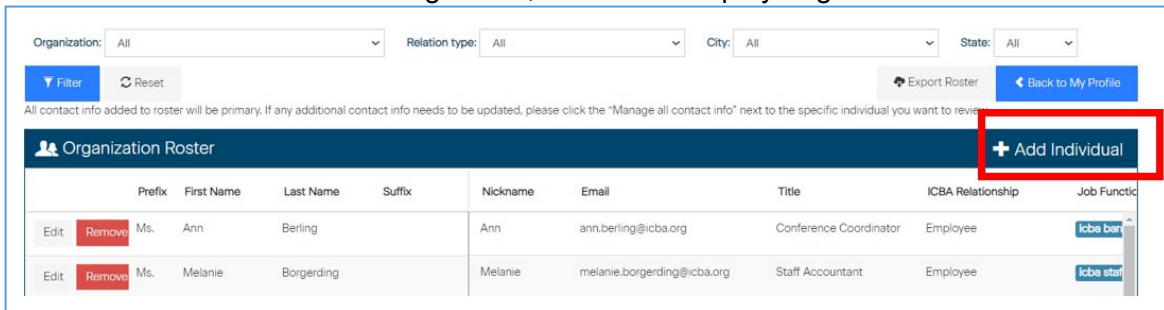 Organization: All Relation type: All City: All State: All
Filter Reset Export Roster Back to My Profile
All contact info added to roster will be primary. If any additional contact info needs to be updated, please click the "Manage all contact info" next to the specific individual you want to review
Organization Roster Add Individual
Prefix First Name Last Name Suffix Nickname Email Title ICBA Relationship Job Functio
Edit Remove Ms. Ann Berling Ann ann.berling@icba.org Conference Coordinator Employee icba ban
Edit Remove Ms. Melanie Borgerding Melanie melanie.borgerding@icba.org Staff Accountant Employee icba staf